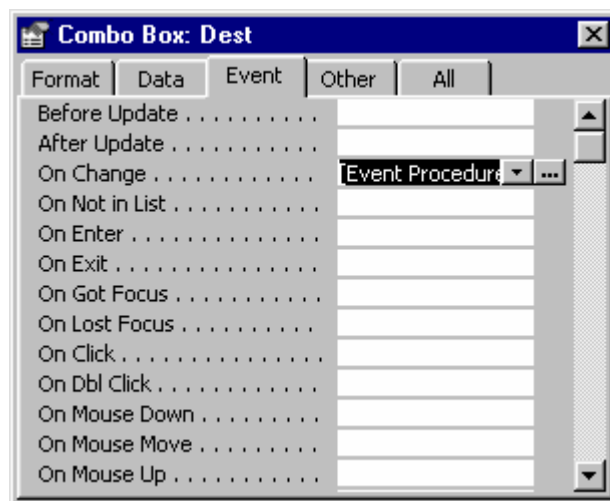 Combo Box: Dest
Format Data Event Other All
Before Update . . . . . . . . . .
After Update . . . . . . . . . . .
On Change . . . . . . . . . . . . [Event Procedure ...
On Not in List . . . . . . . . . . .
On Enter . . . . . . . . . . . . . .
On Exit . . . . . . . . . . . . . . .
On Got Focus . . . . . . . . . . .
On Lost Focus . . . . . . . . . .
On Click . . . . . . . . . . . . . . .
On Dbl Click . . . . . . . . . . . .
On Mouse Down . . . . . . . . .
On Mouse Move . . . . . . . . .
On Mouse Up . . . . . . . . . . .